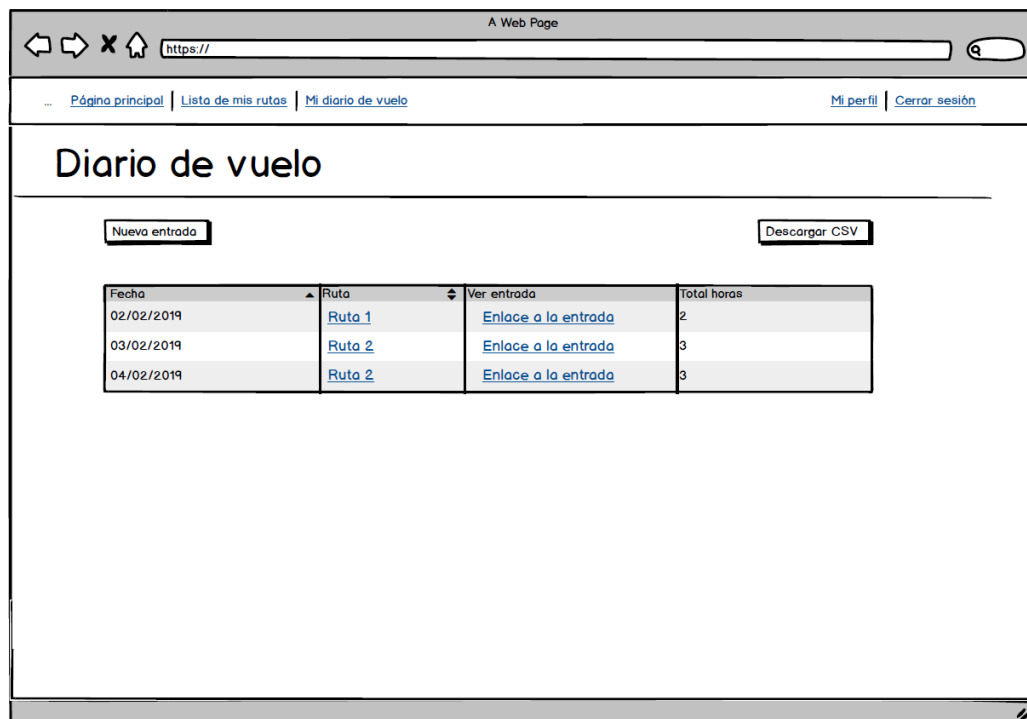 A Web Page
https://
... Página principal Lista de mis rutas Mi diario de vuelo Mi perfil Cerrar sesión
Diario de vuelo
Nueva entrada Descargar CSV
Fecha Ruta Ver entrada Total horas
02/02/2019 Ruta 1 Enlace a la entrada 2
03/02/2019 Ruta 2 Enlace a la entrada 3
04/02/2019 Ruta 2 Enlace a la entrada 3